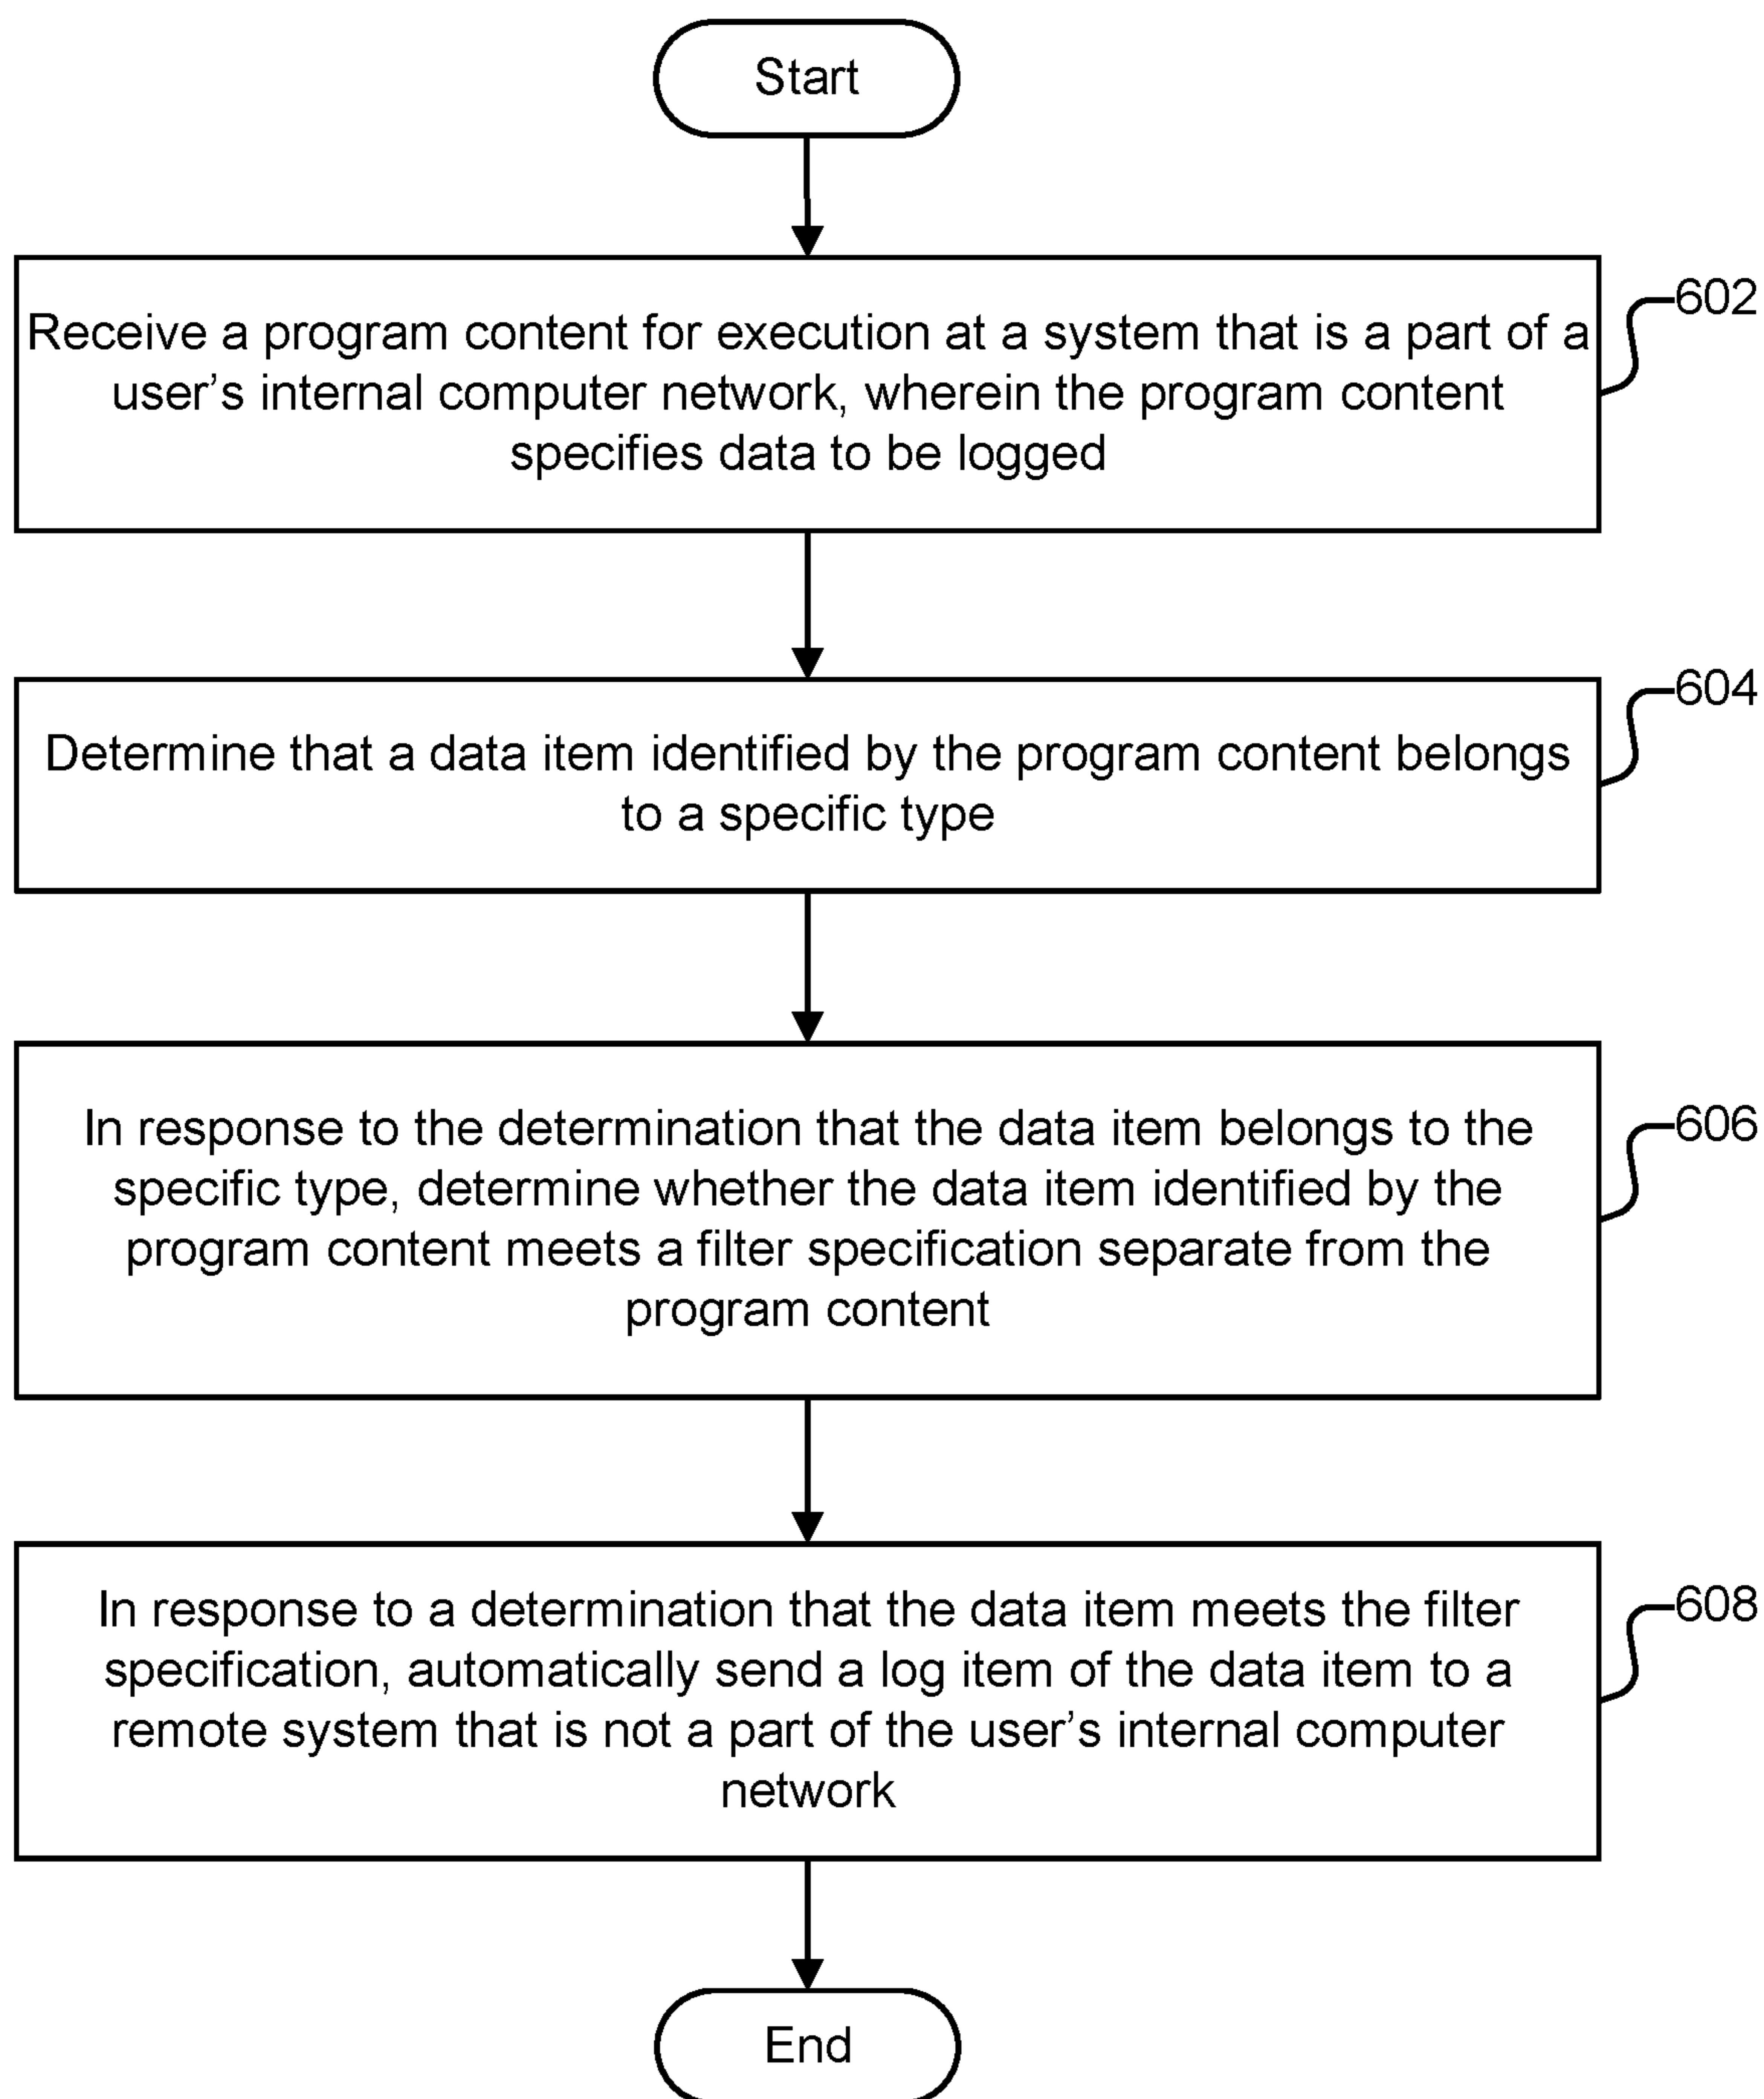 Start
Receive a program content for execution at a system that is a part of a
user’s internal computer network, wherein the program content
specifies data to be logged
602
Determine that a data item identified by the program content belongs
to a specific type
604
In response to the determination that the data item belongs to the
specific type, determine whether the data item identified by the
program content meets a filter specification separate from the
program content
606
In response to a determination that the data item meets the filter
specification, automatically send a log item of the data item to a
remote system that is not a part of the user’s internal computer
network
608
End